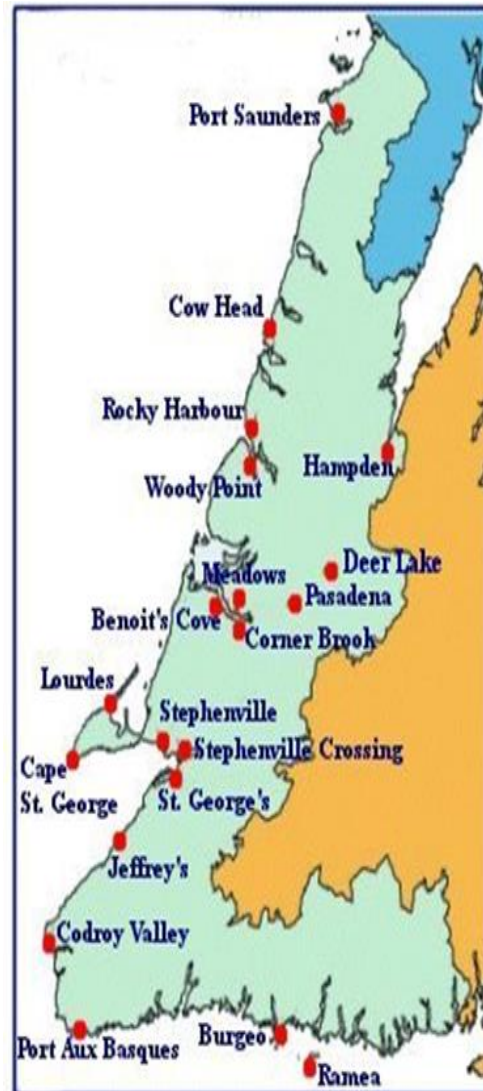 Port Saunders
Cow Head
Rocky Harbour
Hampden
Woody Point
Deer Lake
Meadows
Pasadena
Benoit's Cove
Corner Brook
Lourdes
Stephenville
Stephenville Crossing
Cape
St. George
St. George's
Jeffrey's
Codroy Valley
Burgeo
Port Aux Basques
Ramea